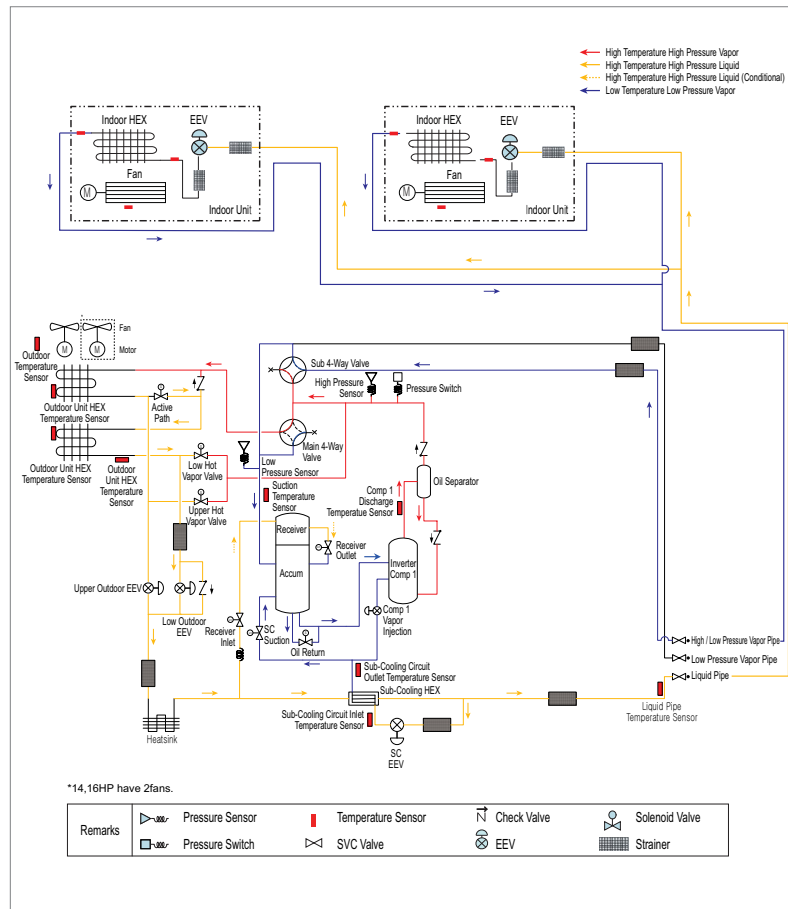 High Temperature High Pressure Vapor
High Temperature High Pressure Liquid
High Temperature High Pressure Liquid (Conditional)
Low Temperature Low Pressure Vapor
Indoor HEX
EEV
Fan
M
Indoor Unit
Indoor HEX
EEV
Fan
M
Indoor Unit
Fan
M
M
Motor
Outdoor
Temperature
Sensor
Sub 4-Way Valve
High Pressure
Sensor
Pressure Switch
Outdoor Unit HEX
Temperature Sensor
Active
Path
Main 4-Way
Valve
Outdoor Unit HEX
Temperature Sensor
Outdoor
Unit HEX
Temperature
Sensor
Low Hot
Vapor Valve
Low
Pressure Sensor
Suction
Temperature
Sensor
Comp 1
Discharge
Temperatue Sensor
Oil Separator
Upper Hot
Vapor Valve
Receiver
Receiver
Outlet
Accum
Inverter
Comp 1
Upper Outdoor EEV
Low Outdoor
EEV
Receiver
Inlet
SC
Suction
Oil Return
Comp 1
Vapor
Injection
High / Low Pressure Vapor Pipe
Low Pressure Vapor Pipe
Liquid Pipe
Sub-Cooling Circuit
Outlet Temperature Sensor
Sub-Cooling HEX
Sub-Cooling Circuit Inlet
Temperature Sensor
SC
EEV
Liquid Pipe
Temperature Sensor
Heatsink
*14,16HP have 2fans.
Remarks
Pressure Sensor
Temperature Sensor
Check Valve
Solenoid Valve
Pressure Switch
SVC Valve
EEV
Strainer